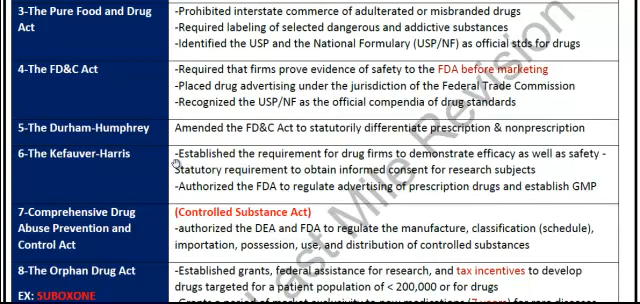 3-The Pure Food and Drug
Act
-Prohibited interstate commerce of adulterated or misbranded drugs
-Required labeling of selected dangerous and addictive substances
-Identified the USP and the National Formulary (USP/NF) as official stds for drugs
4-The FD&C Act
-Required that firms prove evidence of safety to the FDA before marketing
-Placed drug advertising under the jurisdiction of the Federal Trade Commission
-Recognized the USP/NF as the official compendia of drug standards
5-The Durham-Humphrey
Amended the FD&C Act to statutorily differentiate prescription & nonprescription
6-The Kefauver-Harris
-Established the requirement for drug firms to demonstrate efficacy as well as safety -
Statutory requirement to obtain informed consent for research subjects
-Authorized the FDA to regulate advertising of prescription drugs and establish GMP
7-Comprehensive Drug
Abuse Prevention and
Control Act
(Controlled Substance Act)
-authorized the DEA and FDA to regulate the manufacture, classification (schedule),
importation, possession, use, and distribution of controlled substances
8-The Orphan Drug Act
EX: SUBOXONE
-Established grants, federal assistance for research, and tax incentives to develop
drugs targeted for a patient population of < 200,000 or for drugs
Last Mile Revision